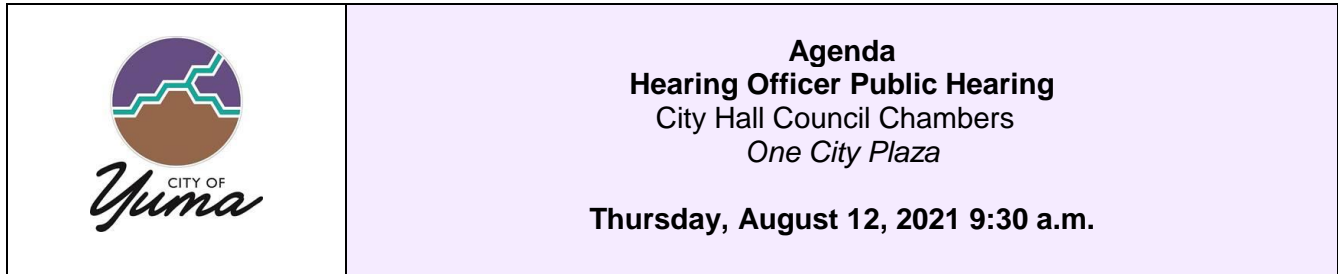 CITY OF
Yuma
Agenda
Hearing Officer Public Hearing
City Hall Council Chambers
One City Plaza
Thursday, August 12, 2021 9:30 a.m.